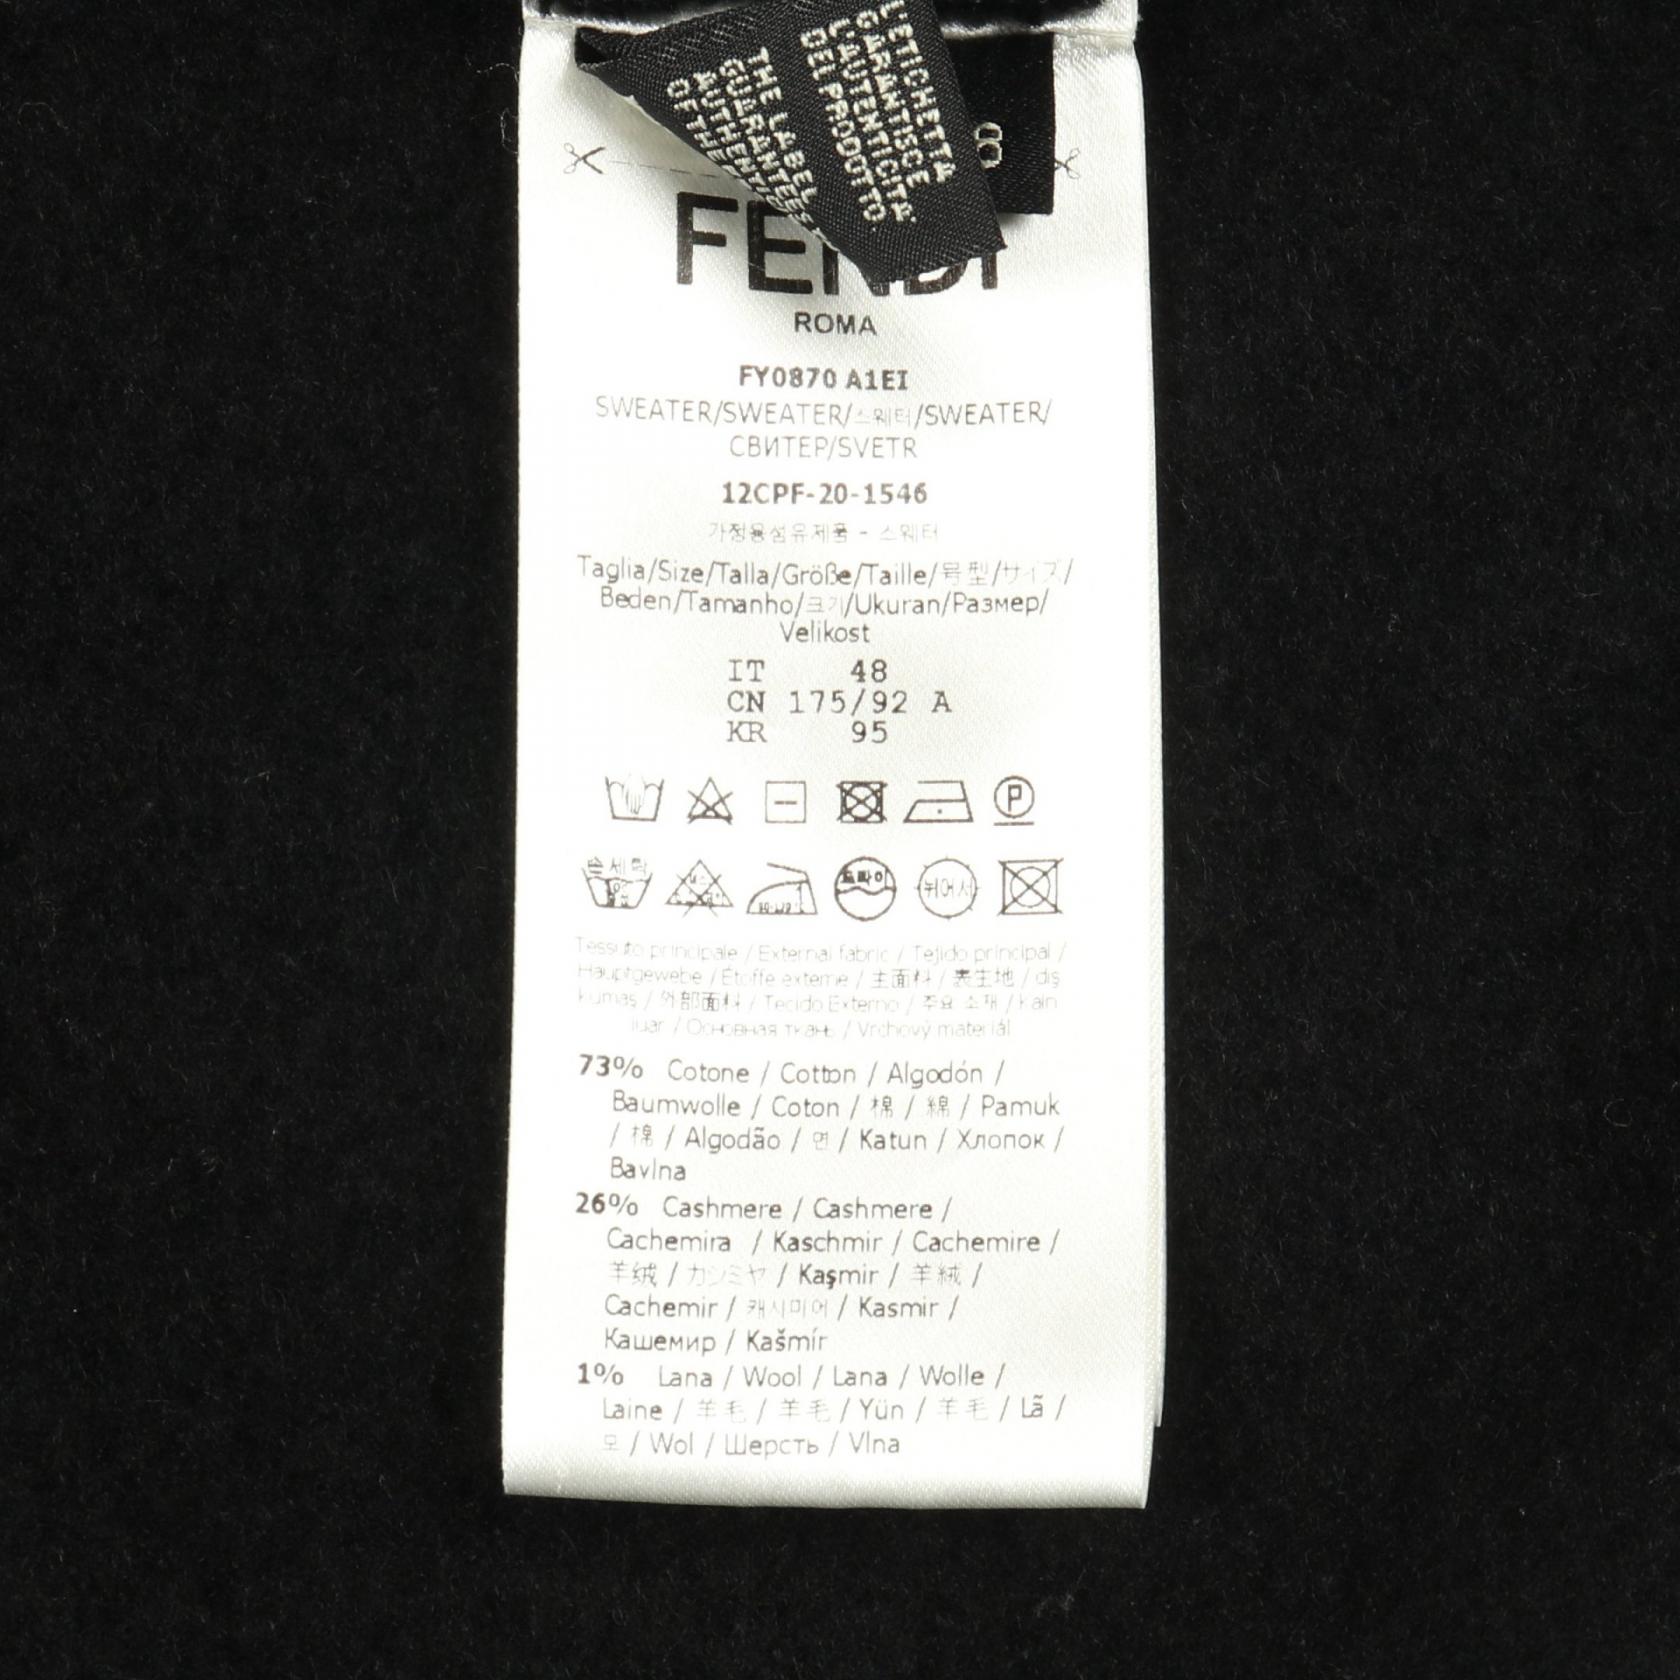 L'ETICHETTA
GARANTISCE
L'AUTENTICITA'
DEL PRODOTTO
THE LABEL
GUARANTEES
OF THE
FENDI
ROMA
FY0870 A1EI
SWEATER/SWEATER/스웨터/SWEATER/
СВИТЕР/SVETR
12CPF-20-1546
가정용섬유제품 - 스웨터
Taglia/Size/Talla/Größe/Taille/号型/サイズ/
Beden/Tamanho/크기/Ukuran/Размер/
Velikost
IT 48
CN 175/92 A
KR 95
P
손세탁
드라이
Tessuto principale / External fabric / Tejido principal /
Hauptgewebe / Étoffe externe / 主面料 / 表生地 / dış
kumaş / 外部面料 / Tecido Externo / 주요 소재 / kain
luar / Основная ткань / Vrchový materiál
73% Cotone / Cotton / Algodón /
Baumwolle / Coton / 棉 / 綿 / Pamuk
/ 棉 / Algodão / 면 / Katun / Хлопок /
Bavlna
26% Cashmere / Cashmere /
Cachemira / Kaschmir / Cachemire /
羊绒 / カシミヤ / Kaşmir / 羊絨 /
Cachemir / 캐시미어 / Kasmir /
Кашемир / Kašmír
1% Lana / Wool / Lana / Wolle /
Laine / 羊毛 / 羊毛 / Yün / 羊毛 / Lã /
모 / Wol / Шерсть / Vlna